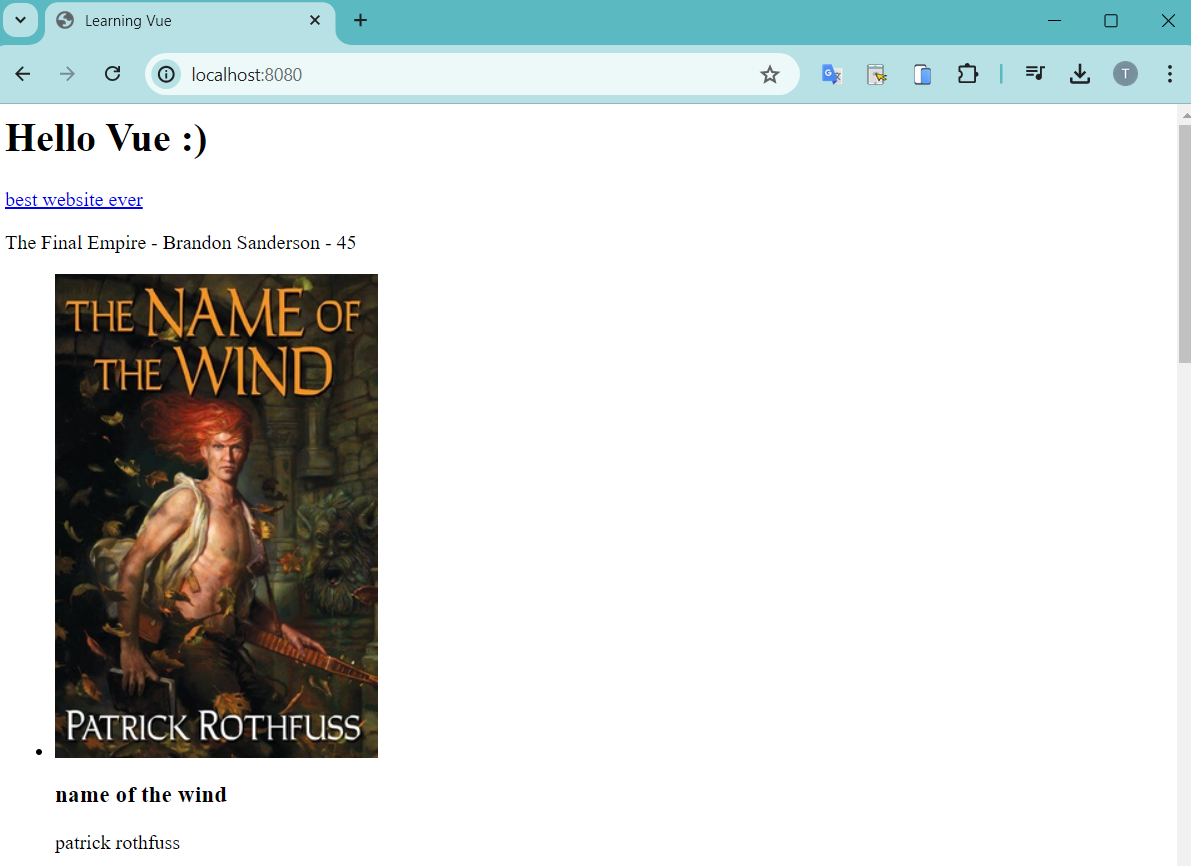 Learning Vue
localhost:8080
T
Hello Vue :)
best website ever
The Final Empire - Brandon Sanderson - 45
THE NAME OF
THE WIND
PATRICK ROTHFUSS
name of the wind
patrick rothfuss